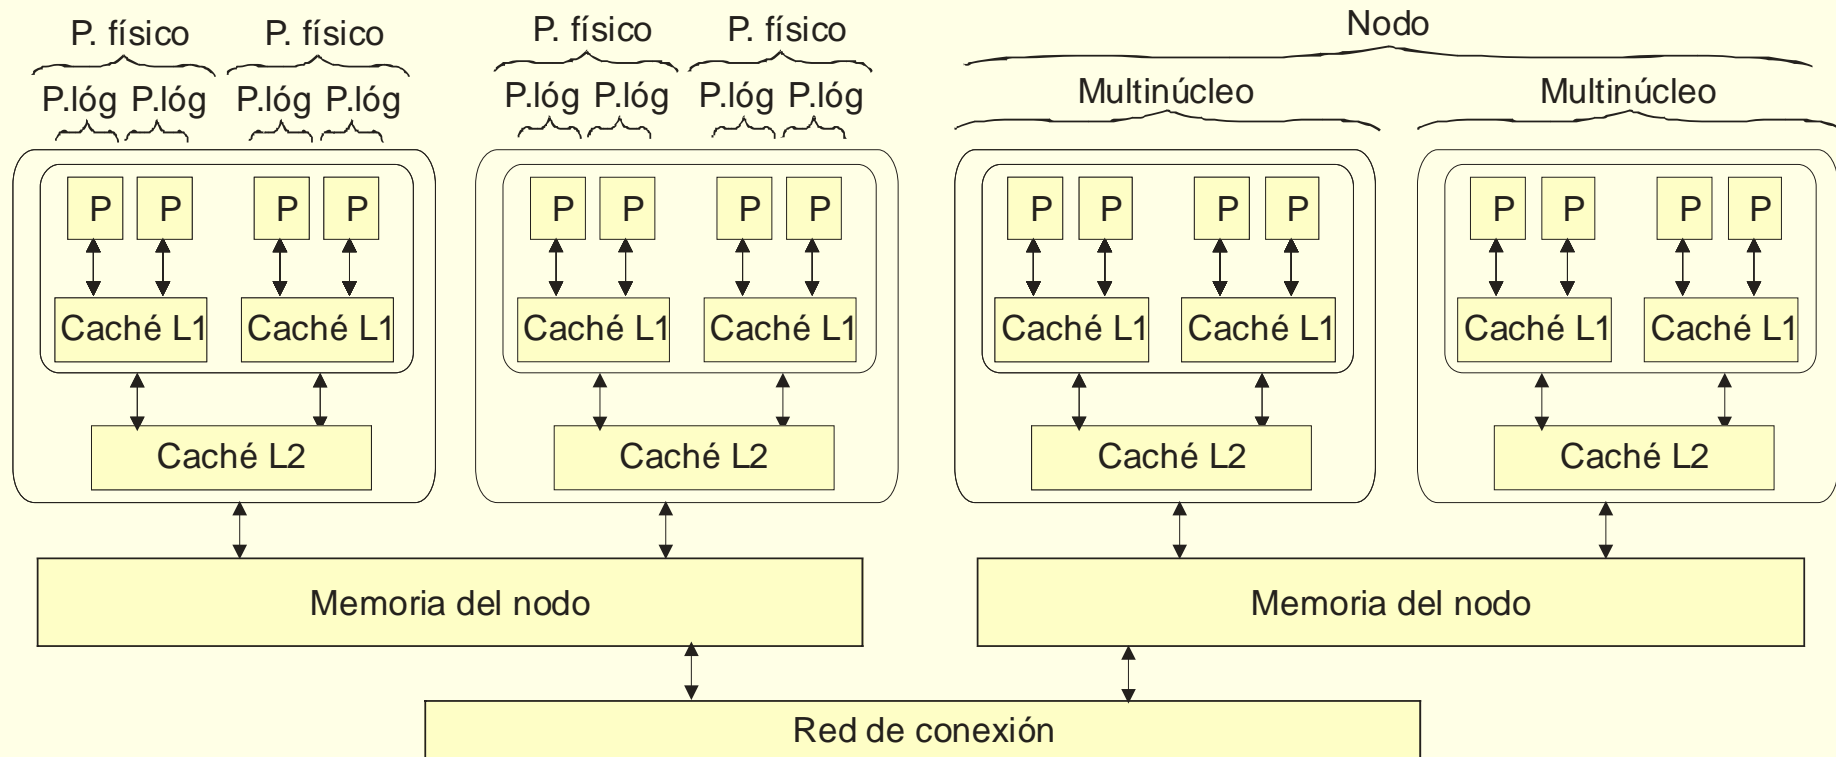 P. físico P. físico P. físico P. físico Nodo
P.lóg P.lóg P.lóg P.lóg P.lóg P.lóg P.lóg P.lóg Multinúcleo Multinúcleo
P P P P P P P P P P P P P P P P
Caché L1 Caché L1 Caché L1 Caché L1 Caché L1 Caché L1 Caché L1 Caché L1
Caché L2 Caché L2 Caché L2 Caché L2
Memoria del nodo Memoria del nodo
Red de conexión